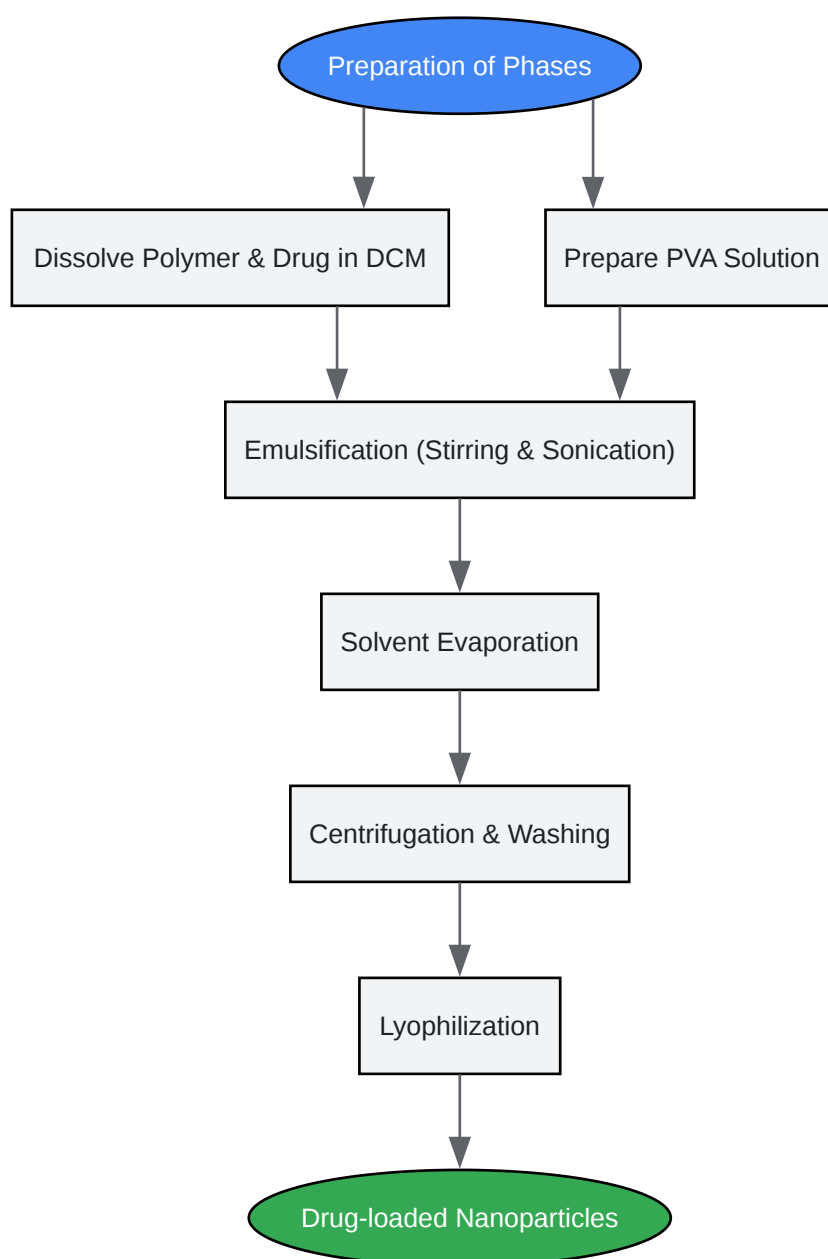 Preparation of Phases
Dissolve Polymer & Drug in DCM
Prepare PVA Solution
Emulsification (Stirring & Sonication)
Solvent Evaporation
Centrifugation & Washing
Lyophilization
Drug-loaded Nanoparticles